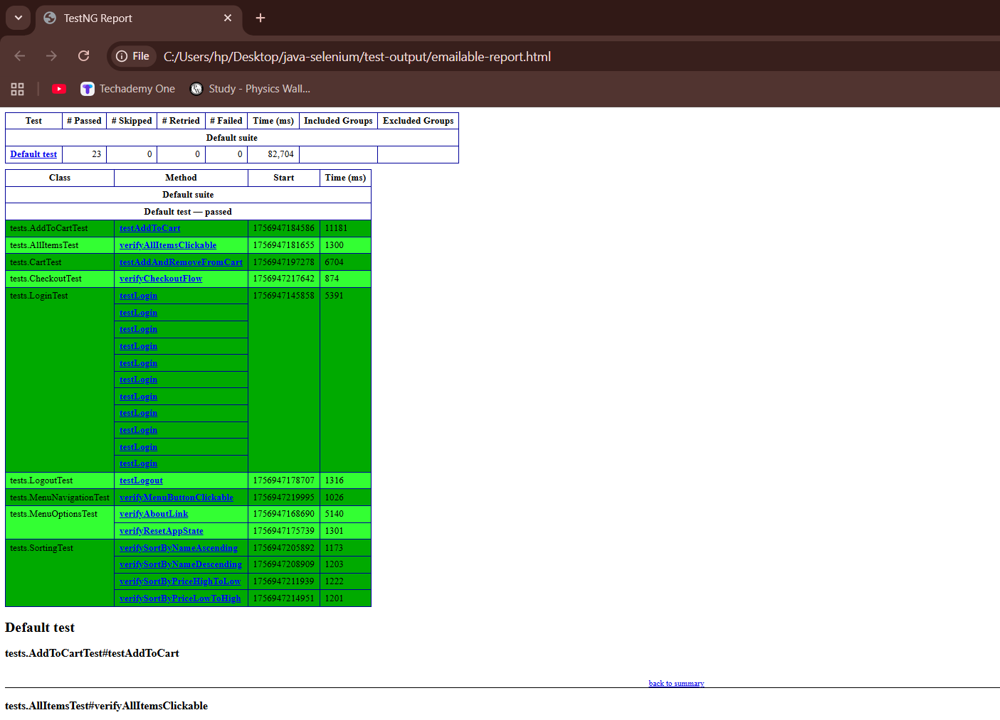 TestNG Report
File C:/Users/hp/Desktop/java-selenium/test-output/emailable-report.html
Techademy One Study - Physics Wall...
Test # Passed # Skipped # Retried # Failed Time (ms) Included Groups Excluded Groups
Default suite
Default test 23 0 0 0 82,704
Class Method Start Time (ms)
Default suite
Default test — passed
tests.AddToCartTest testAddToCart 1756947184586 11181
tests.AllItemsTest verifyAllItemsClickable 1756947181655 1300
tests.CartTest testAddAndRemoveFromCart 1756947197278 6704
tests.CheckoutTest verifyCheckoutFlow 1756947217642 874
tests.LoginTest testLogin 1756947145858 5391
testLogin
testLogin
testLogin
testLogin
testLogin
testLogin
testLogin
testLogin
testLogin
testLogin
tests.LogoutTest testLogout 1756947178707 1316
tests.MenuNavigationTest verifyMenuButtonClickable 1756947219995 1026
tests.MenuOptionsTest verifyAboutLink 1756947168690 5140
verifyResetAppState 1756947175739 1301
tests.SortingTest verifySortByNameAscending 1756947205892 1173
verifySortByNameDescending 1756947208909 1203
verifySortByPriceHighToLow 1756947211939 1222
verifySortByPriceLowToHigh 1756947214951 1201
Default test
tests.AddToCartTest#testAddToCart
back to summary
tests.AllItemsTest#verifyAllItemsClickable